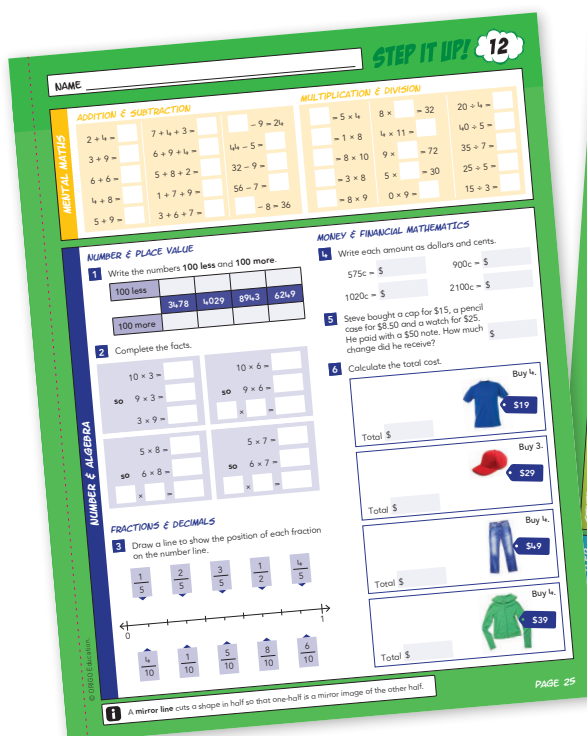 STEP IT UP! 12
NAME
MENTAL MATHS
ADDITION & SUBTRACTION
2 + 4 =
3 + 9 =
6 + 6 =
4 + 8 =
5 + 9 =
7 + 4 + 3 =
6 + 9 + 4 =
5 + 8 + 2 =
1 + 7 + 9 =
3 + 6 + 7 =
– 9 = 24
44 – 5 =
32 – 9 =
56 – 7 =
– 8 = 36
MULTIPLICATION & DIVISION
= 5 × 4
= 1 × 8
= 8 × 10
= 3 × 8
= 8 × 9
8 × = 32
4 × 11 =
9 × = 72
5 × = 30
0 × 9 =
20 ÷ 4 =
40 ÷ 5 =
35 ÷ 7 =
25 ÷ 5 =
15 ÷ 3 =
NUMBER & ALGEBRA
NUMBER & PLACE VALUE
1 Write the numbers 100 less and 100 more.
100 less
3478 4029 8943 6249
100 more
2 Complete the facts.
10 × 3 =
so 9 × 3 =
3 × 9 =
10 × 6 =
so 9 × 6 =
× =
5 × 8 =
so 6 × 8 =
× =
5 × 7 =
so 6 × 7 =
× =
FRACTIONS & DECIMALS
3 Draw a line to show the position of each fraction
on the number line.
1/5 2/5 3/5 1/2 4/5
0 1
4/10 1/10 5/10 8/10 6/10
MONEY & FINANCIAL MATHEMATICS
4 Write each amount as dollars and cents.
575c = $ 900c = $
1020c = $ 2100c = $
5 Steve bought a cap for $15, a pencil
case for $8.50 and a watch for $25.
He paid with a $50 note. How much
change did he receive? $
6 Calculate the total cost.
Buy 4.
$19
Total $
Buy 3.
$29
Total $
Buy 4.
$49
Total $
Buy 4.
$39
Total $
© ORIGO Education.
i A mirror line cuts a shape in half so that one-half is a mirror image of the other half.
PAGE 25